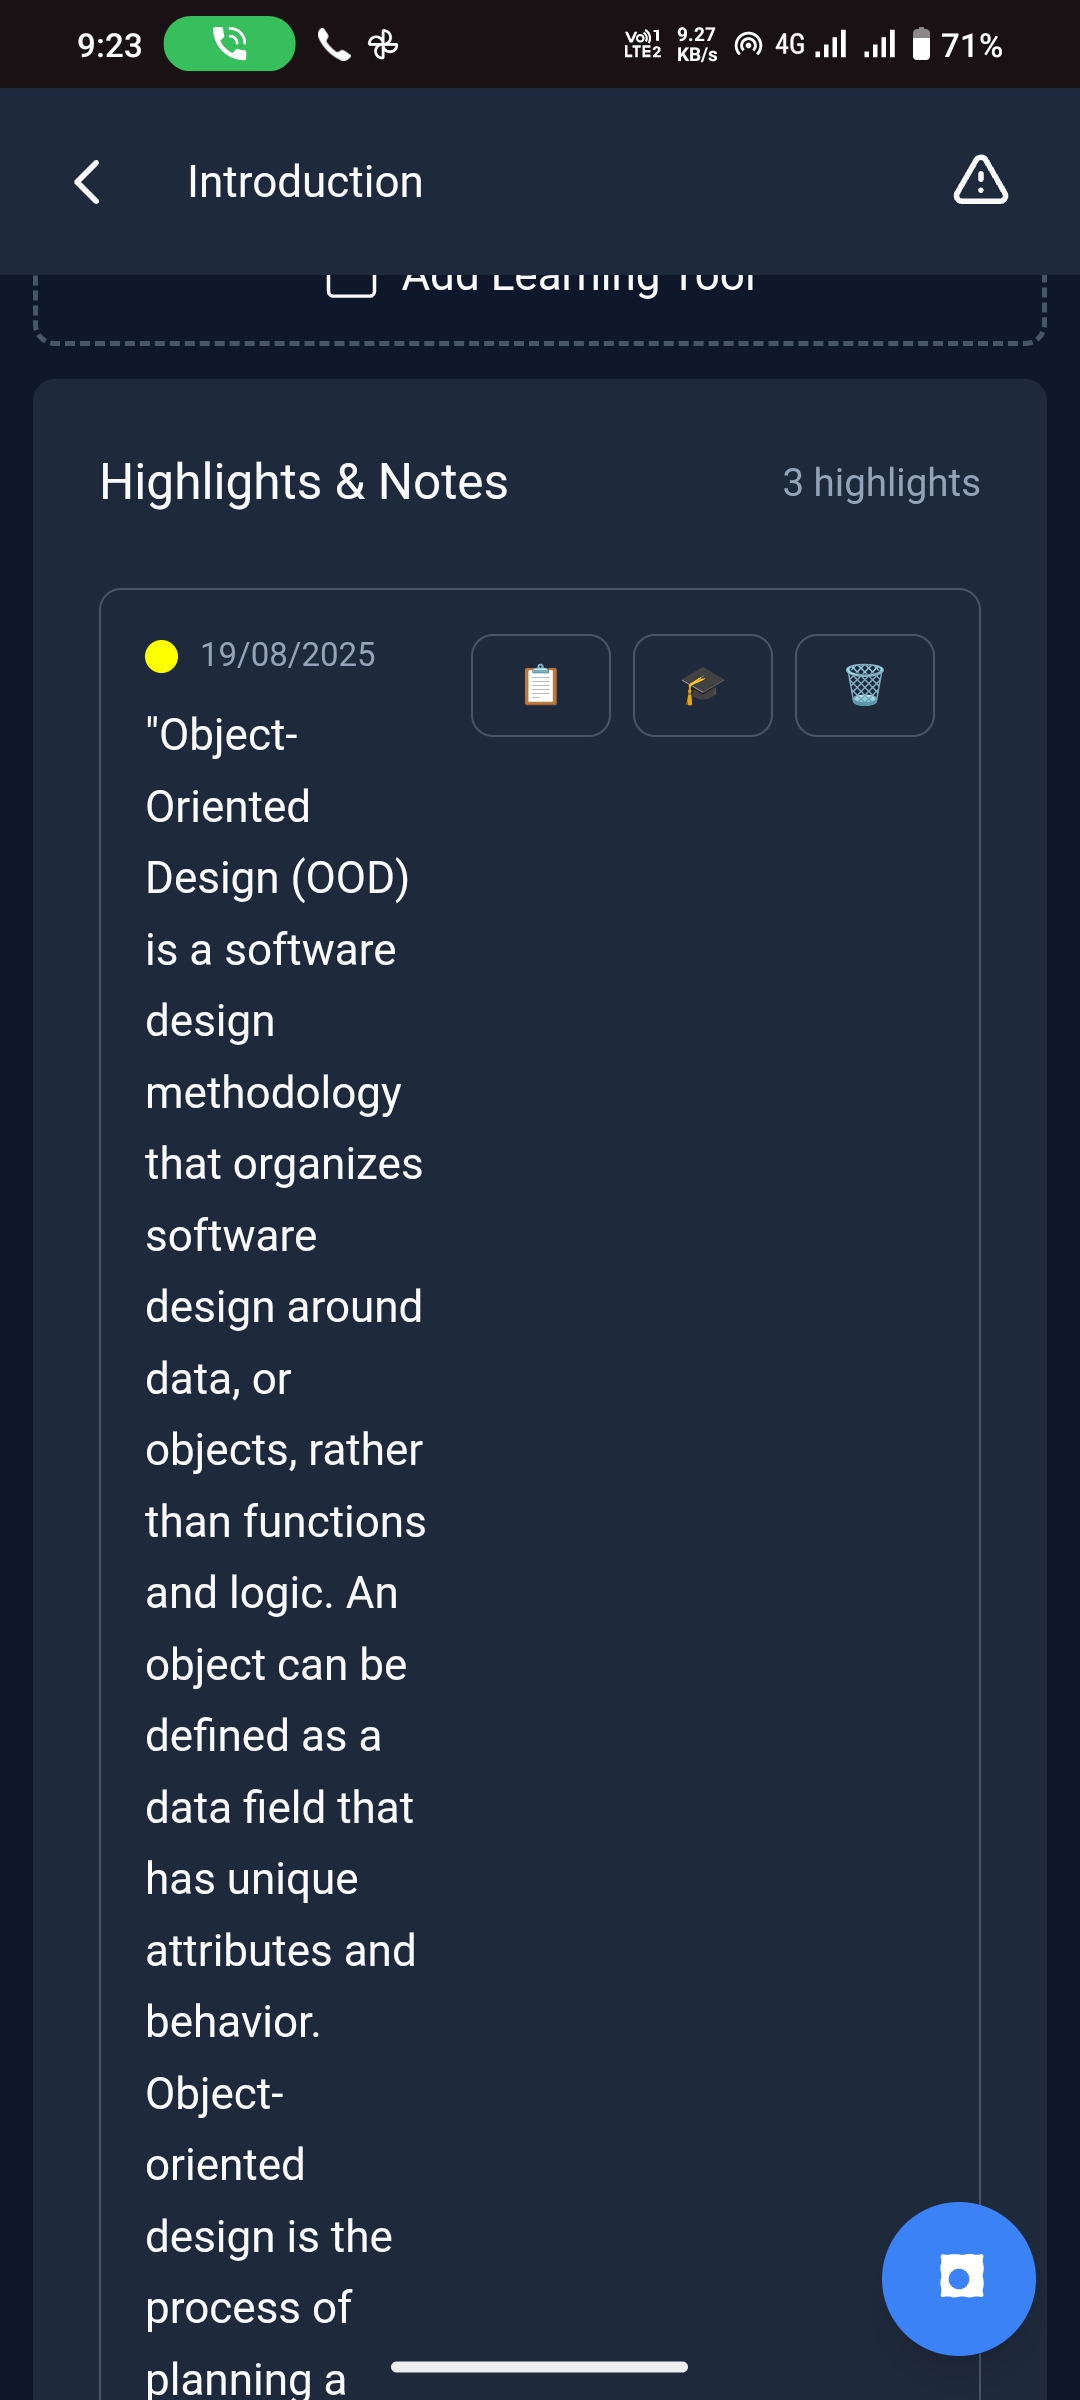 9:23
Vo)) 1
LTE2
9.27
KB/s
4G
71%
Introduction
Add Learning Tool
Highlights & Notes
3 highlights
19/08/2025
"Object-
Oriented
Design (OOD)
is a software
design
methodology
that organizes
software
design around
data, or
objects, rather
than functions
and logic. An
object can be
defined as a
data field that
has unique
attributes and
behavior.
Object-
oriented
design is the
process of
planning a